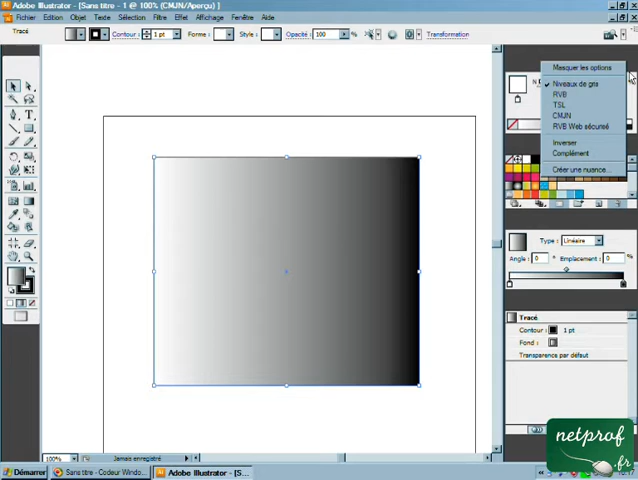 Adobe Illustrator - [Sans titre - 1 @ 100% (CMJN/Aperçu) ]
Fichier Edition Objet Texte Sélection Filtre Effet Affichage Fenêtre Aide
Tracé
Contour : 1 pt Forme : Style : Opacité : 100 % Transformation
Masquer les options
Niveaux de gris
RVB
TSL
CMJN
RVB Web sécurisé
Inverser
Complément
Créer une nuance...
Type : Linéaire
Angle : 0 ° Emplacement : 0 %
Tracé
Contour : 1 pt
Fond :
Transparence par défaut
100% Jamais enregistré
netprof
.fr
Démarrer Sans titre - Codeur Windo... Adobe Illustrator - [S...